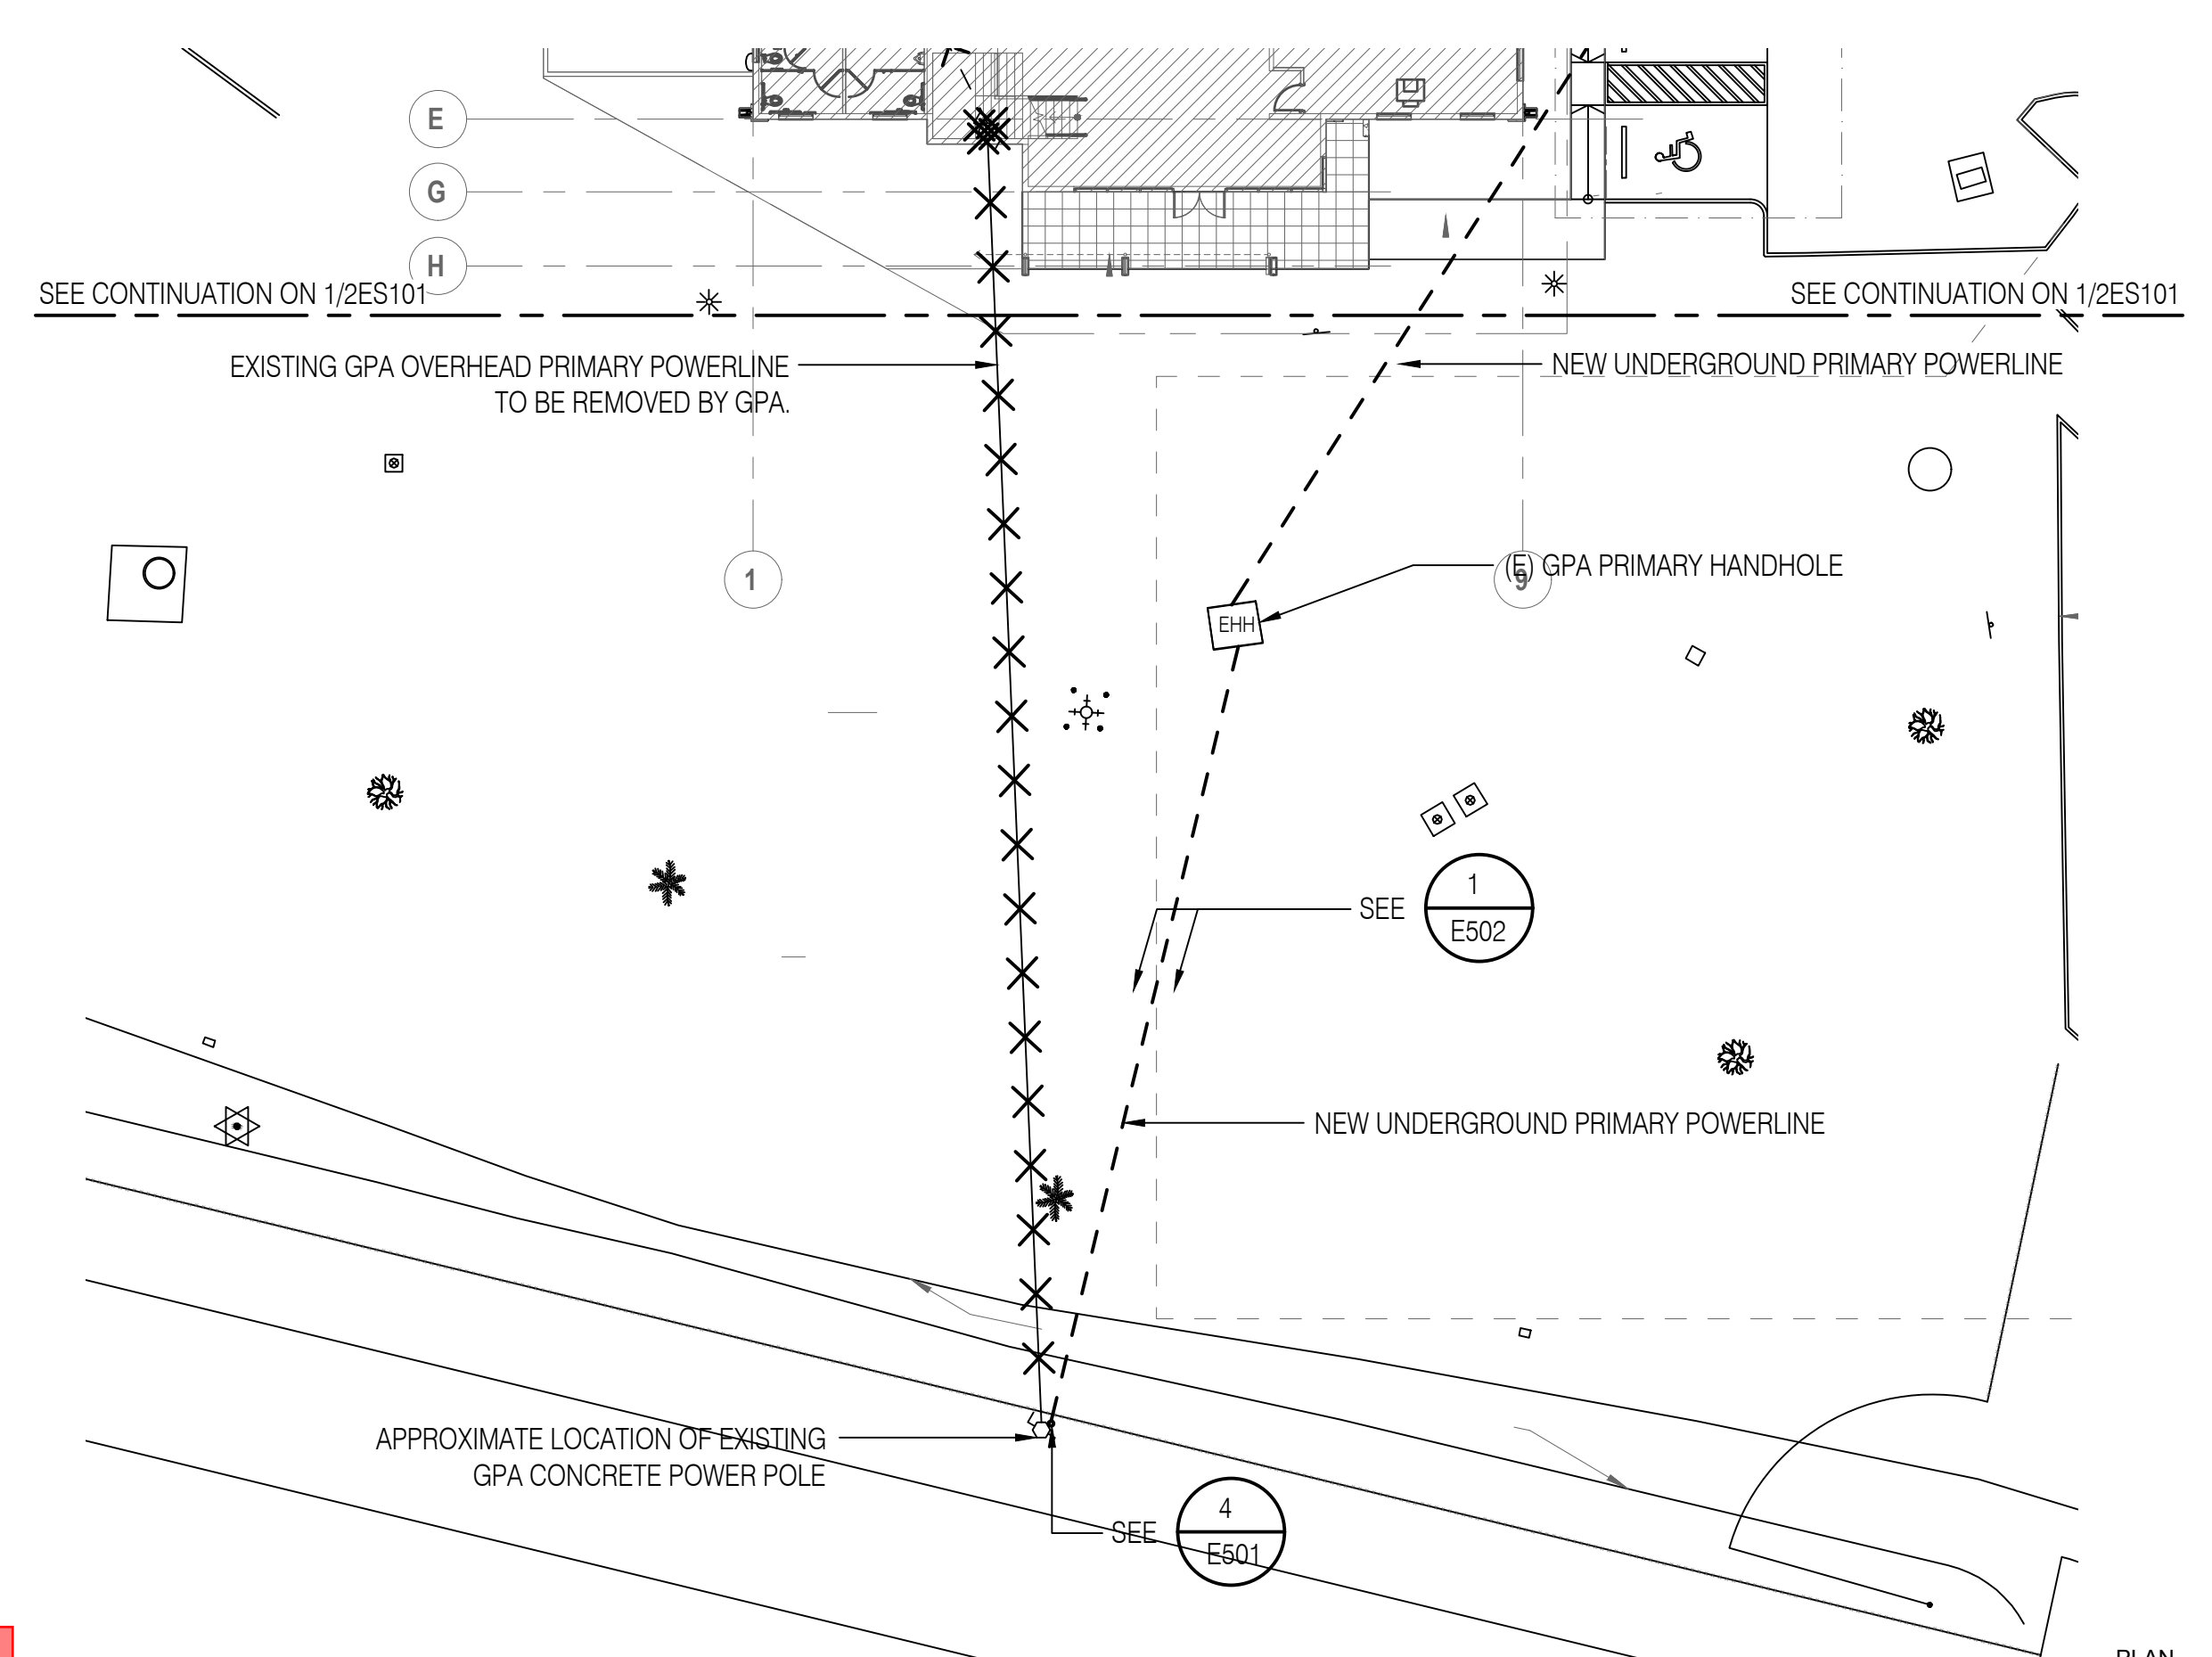 E
G
H
SEE CONTINUATION ON 1/2ES101
SEE CONTINUATION ON 1/2ES101
EXISTING GPA OVERHEAD PRIMARY POWERLINE
TO BE REMOVED BY GPA.
NEW UNDERGROUND PRIMARY POWERLINE
1
9
(E) GPA PRIMARY HANDHOLE
EHH
SEE
1
E502
NEW UNDERGROUND PRIMARY POWERLINE
APPROXIMATE LOCATION OF EXISTING
GPA CONCRETE POWER POLE
SEE
4
E501
PLAN